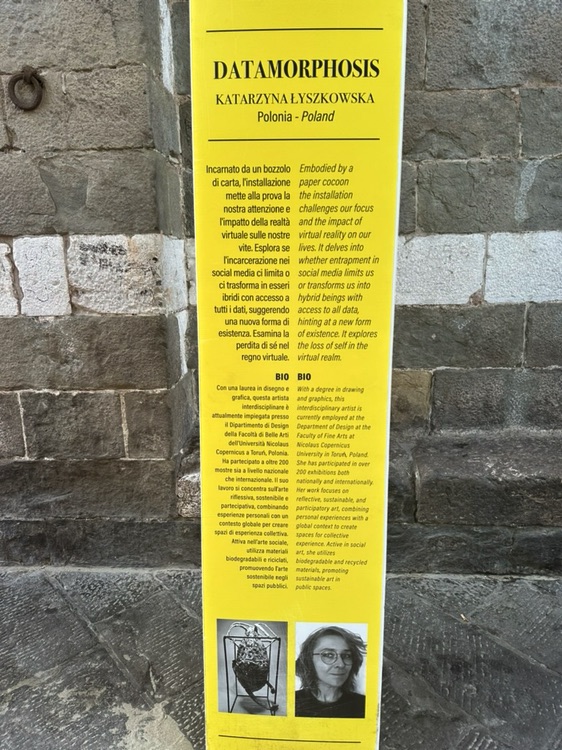 DATAMORPHOSIS
KATARZYNA ŁYSZKOWSKA
Polonia - Poland
Incarnato da un bozzolo
di carta, l'installazione
mette alla prova la
nostra attenzione e
l'impatto della realtà
virtuale sulle nostre
vite. Esplora se
l'incarcerazione nei
social media ci limita o
ci trasforma in esseri
ibridi con accesso a
tutti i dati, suggerendo
una nuova forma di
esistenza. Esamina la
perdita di sé nel
regno virtuale.
Embodied by a
paper cocoon
the installation
challenges our focus
and the impact of
virtual reality on our
lives. It delves into
whether entrapment in
social media limits us
or transforms us into
hybrid beings with
access to all data,
hinting at a new form
of existence. It explores
the loss of self in the
virtual realm.
BIO
Con una laurea in disegno e
grafica, questa artista
interdisciplinare è
attualmente impiegata presso
il Dipartimento di Design
della Facoltà di Belle Arti
dell'Università Nicolaus
Copernicus a Toruń, Polonia.
Ha partecipato a oltre 200
mostre sia a livello nazionale
che internazionale. Il suo
lavoro si concentra sull'arte
riflessiva, sostenibile e
partecipativa, combinando
esperienze personali con un
contesto globale per creare
spazi di esperienza collettiva.
Attiva nell'arte sociale,
utilizza materiali
biodegradabili e riciclati,
promuovendo l'arte
sostenibile negli
spazi pubblici.
BIO
With a degree in drawing
and graphics, this
interdisciplinary artist is
currently employed at the
Department of Design at the
Faculty of Fine Arts at
Nicolaus Copernicus
University in Toruń, Poland.
She has participated in over
200 exhibitions both
nationally and internationally.
Her work focuses on
reflective, sustainable, and
participatory art, combining
personal experiences with a
global context to create
spaces for collective
experience. Active in social
art, she utilizes
biodegradable and recycled
materials, promoting
sustainable art in
public spaces.